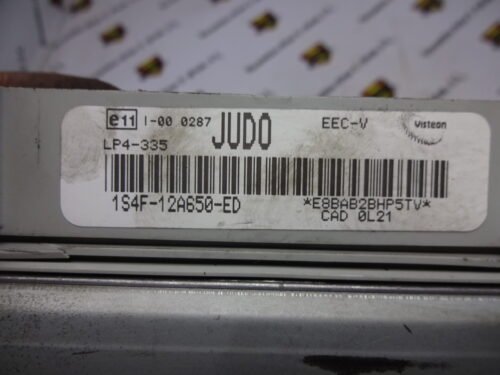 e11 I-00 0287 JUDO EEC-V Visteon
LP4-335
1S4F-12A650-ED *E8BAB2BHP5TV*
CAD 0L21